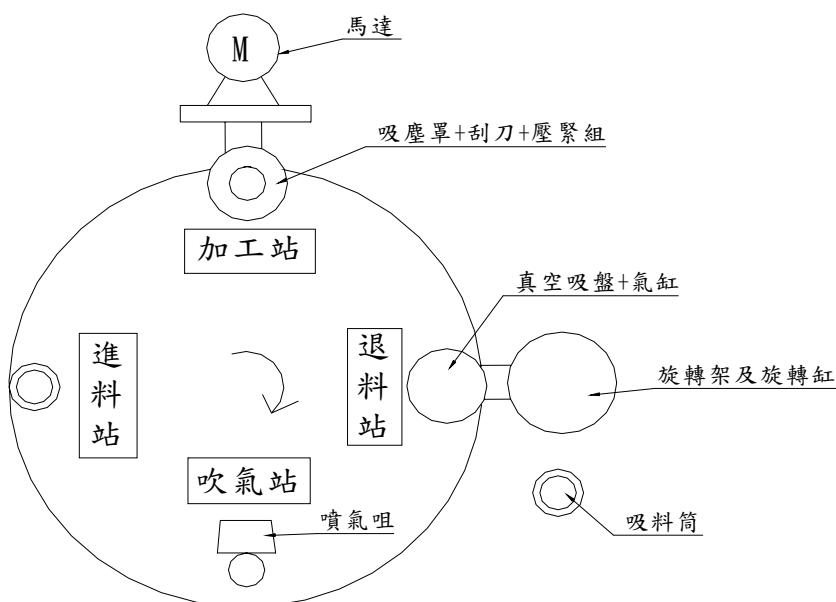 馬達
M
吸塵罩+刮刀+壓緊組
加工站
真空吸盤+氣缸
進料站
退料站
旋轉架及旋轉缸
吹氣站
噴氣咀
吸料筒